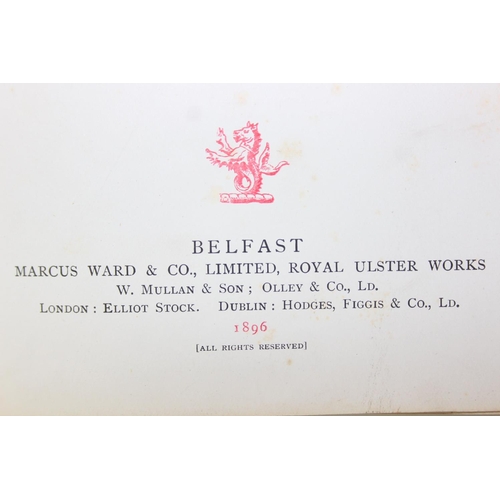 BELFAST
MARCUS WARD & CO., LIMITED, ROYAL ULSTER WORKS
W. MULLAN & SON; OLLEY & CO., LD.
LONDON: ELLIOT STOCK. DUBLIN: HODGES, FIGGIS & CO., LD.
1896
[ALL RIGHTS RESERVED]